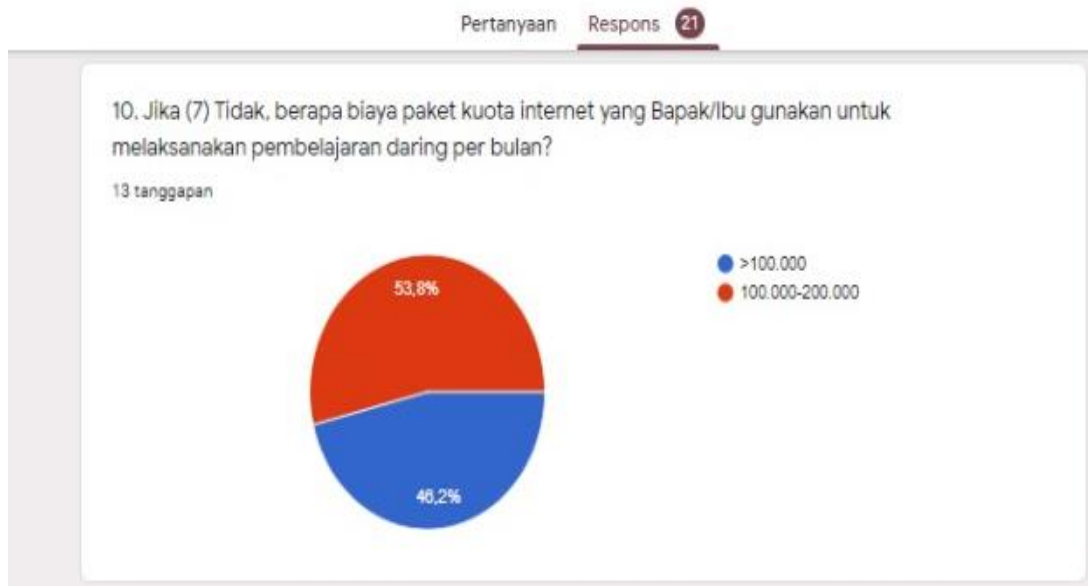 Pertanyaan Respons 21
10. Jika (7) Tidak, berapa biaya paket kuota internet yang Bapak/Ibu gunakan untuk
melaksanakan pembelajaran daring per bulan?
13 tanggapan
53,8%
46,2%
>100.000
100.000-200.000